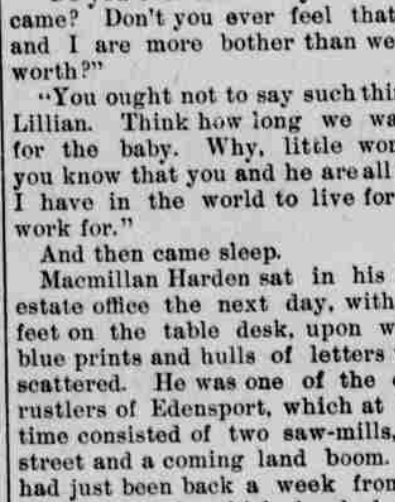 came? Don't you ever feel that
and I are more bother than we
worth?"
"You ought not to say such
Lillian. Think how long we
for the baby. Why, little
you know that you and he are all
I have in the world to live for
work for."
And then came sleep.
Macmillan Harden sat in his
estate office the next day, with
feet on the table desk, upon
blue prints and hulls of letters
scattered. He was one of the
rustlers of Edensport, which at
time consisted of two saw-mills,
street and a coming land boom.
had just been back a week from